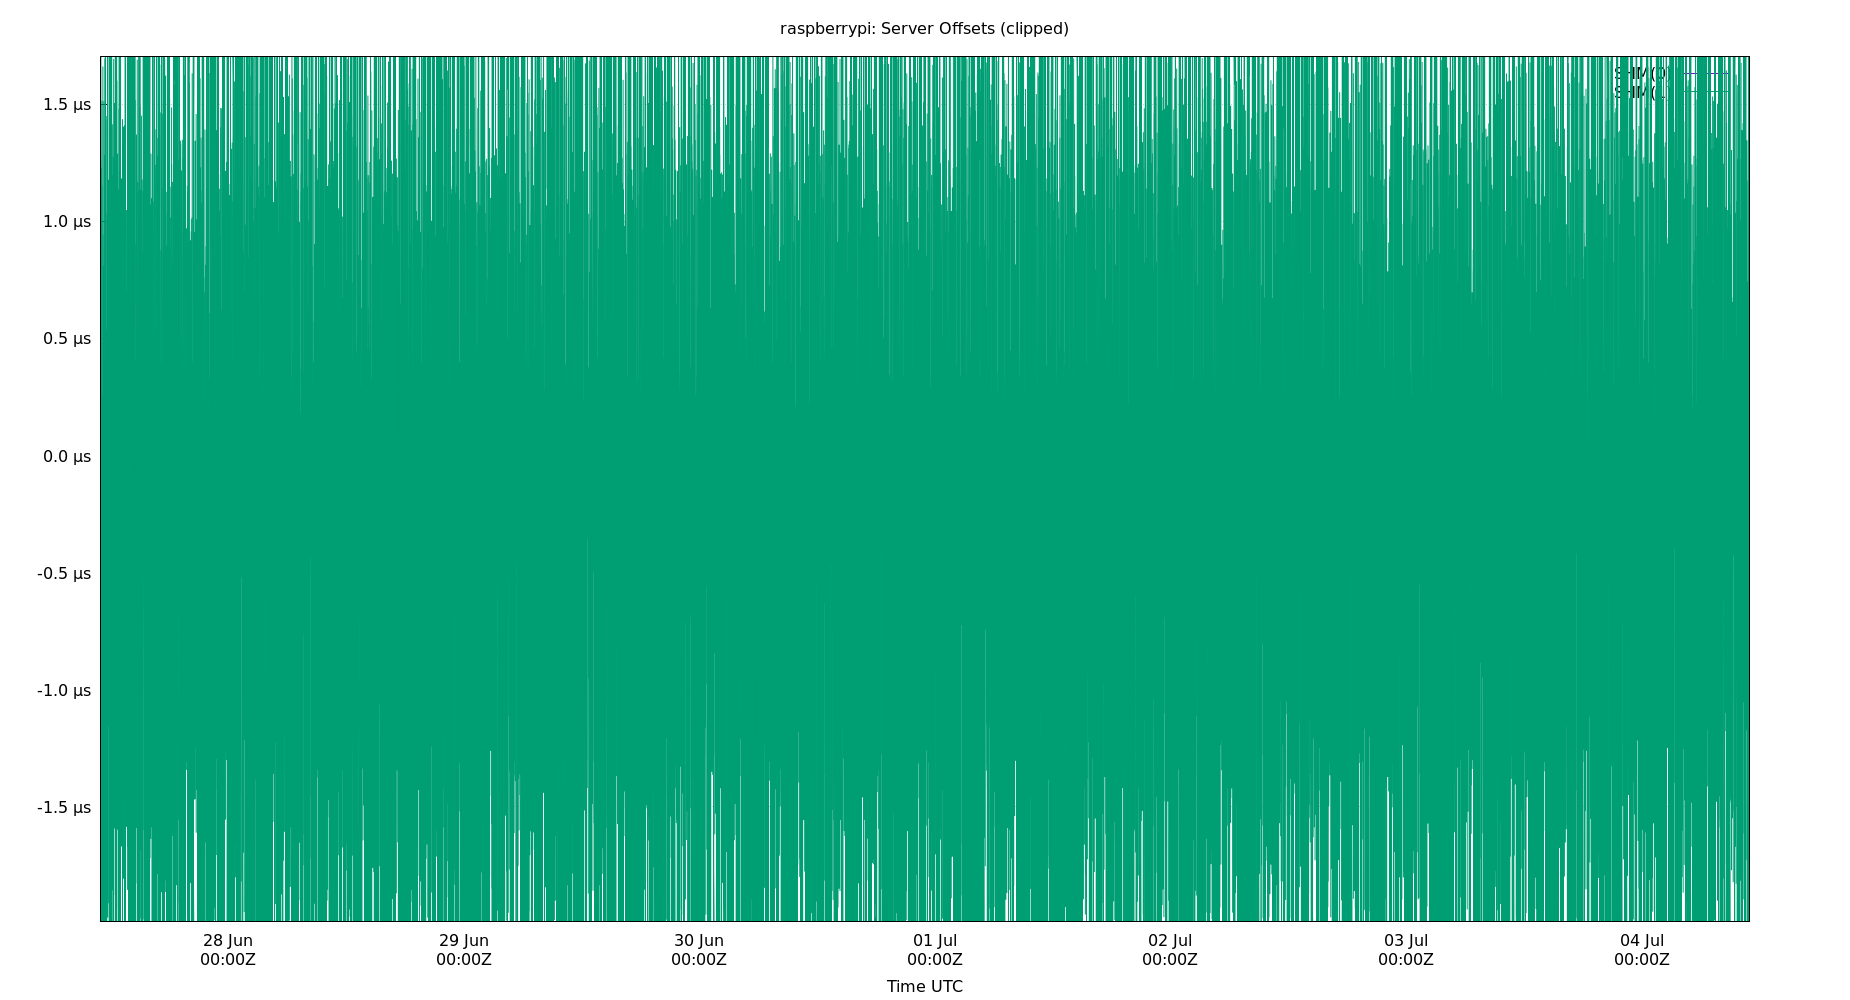 raspberrypi: Server Offsets (clipped)
1.5 µs
1.0 µs
0.5 µs
0.0 µs
-0.5 µs
-1.0 µs
-1.5 µs
28 Jun
00:00Z
29 Jun
00:00Z
30 Jun
00:00Z
01 Jul
00:00Z
02 Jul
00:00Z
03 Jul
00:00Z
04 Jul
00:00Z
Time UTC